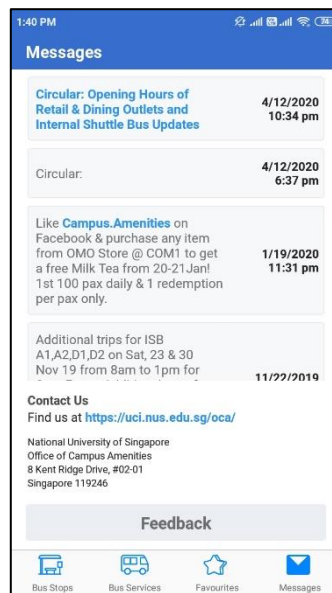 1:40 PM
74
Messages
Circular: Opening Hours of
Retail & Dining Outlets and
Internal Shuttle Bus Updates
4/12/2020
10:34 pm
Circular:
4/12/2020
6:37 pm
Like Campus.Amenities on
Facebook & purchase any item
from OMO Store @ COM1 to get
a free Milk Tea from 20-21Jan!
1st 100 pax daily & 1 redemption
per pax only.
1/19/2020
11:31 pm
Additional trips for ISB
A1,A2,D1,D2 on Sat, 23 & 30
Nov 19 from 8am to 1pm for
11/22/2019
Contact Us
Find us at https://uci.nus.edu.sg/oca/
National University of Singapore
Office of Campus Amenities
8 Kent Ridge Drive, #02-01
Singapore 119246
Feedback
Bus Stops
Bus Services
Favourites
Messages